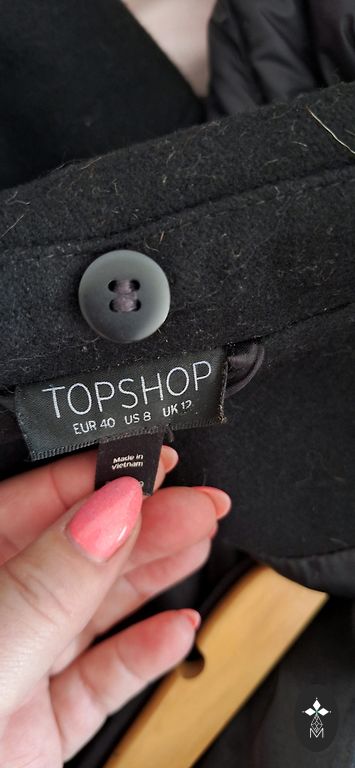 TOPSHOP
EUR 40 US 8 UK 12
Made in
Vietnam